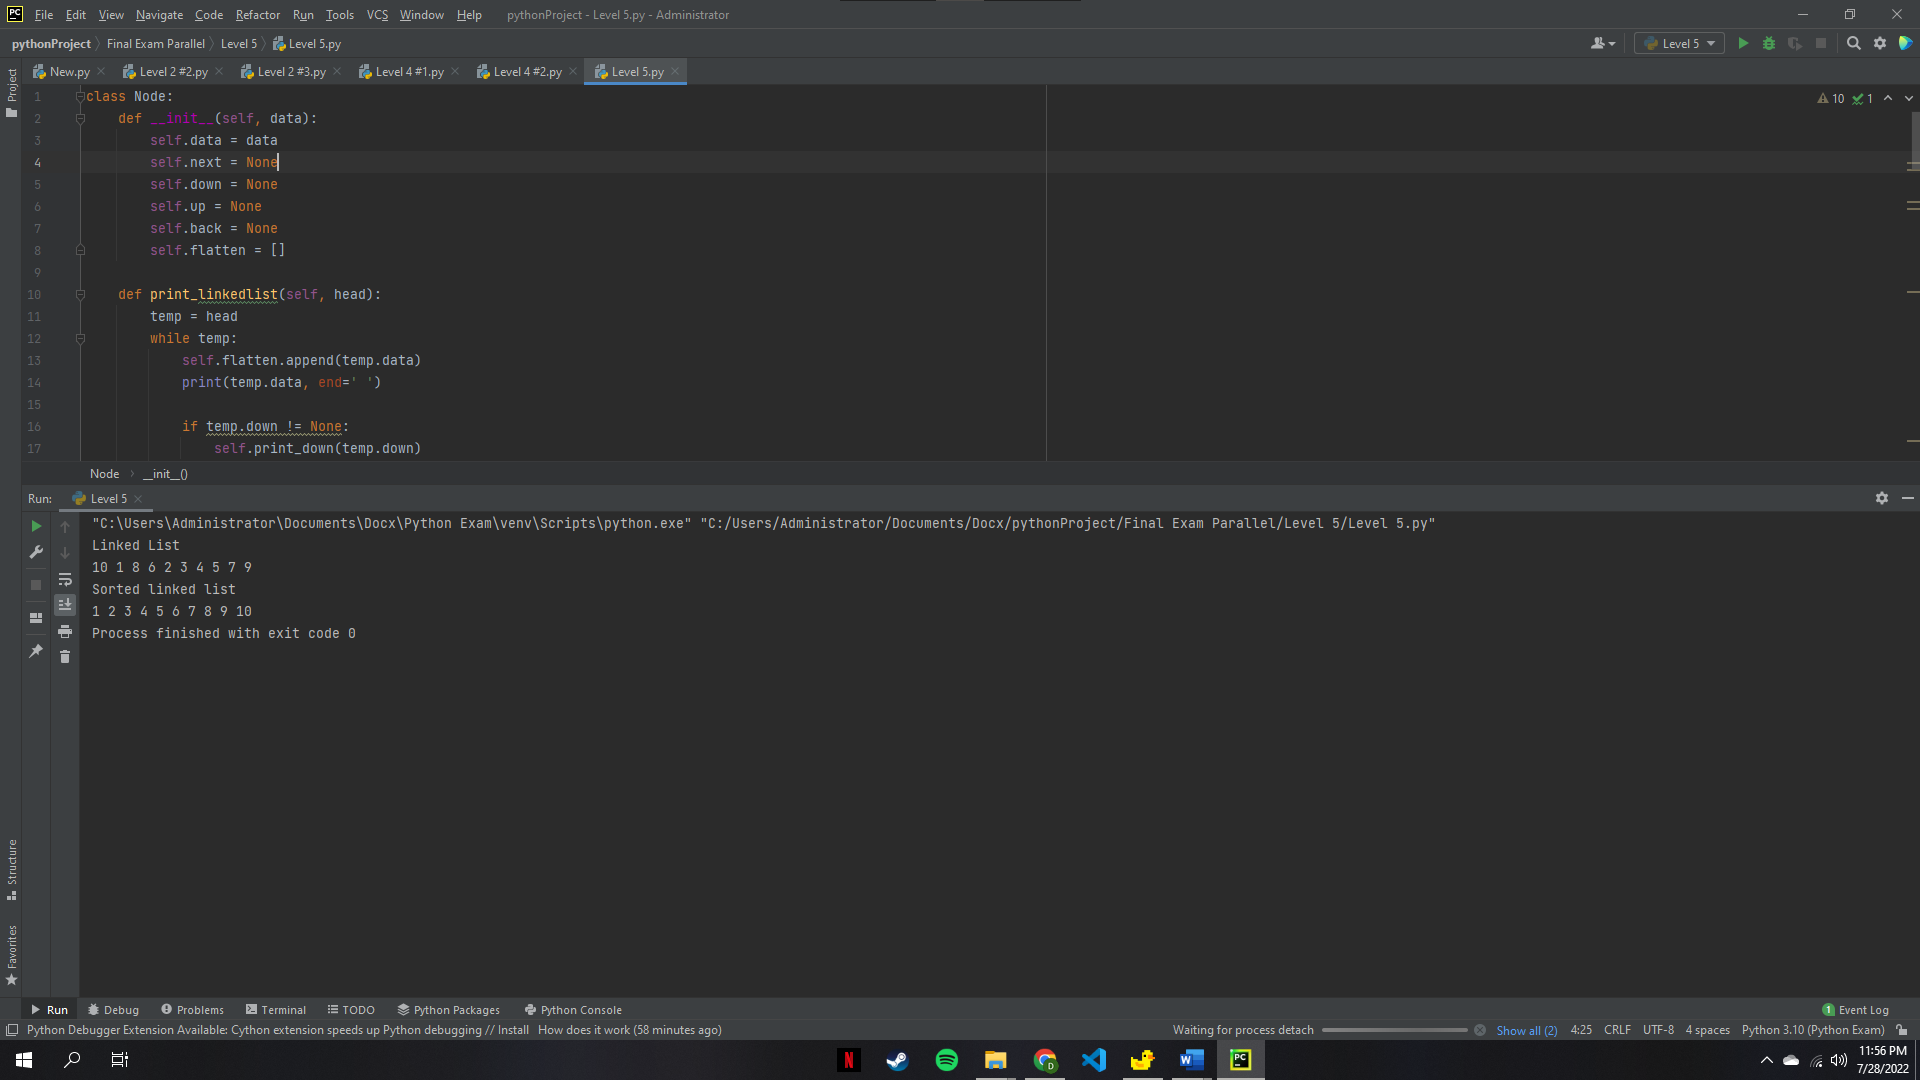 PC File Edit View Navigate Code Refactor Run Tools VCS Window Help pythonProject - Level 5.py - Administrator
pythonProject Final Exam Parallel Level 5 Level 5.py Level 5
New.py Level 2 #2.py Level 2 #3.py Level 4 #1.py Level 4 #2.py Level 5.py
Project
10 1
1 class Node:
2 def __init__(self, data):
3 self.data = data
4 self.next = None
5 self.down = None
6 self.up = None
7 self.back = None
8 self.flatten = []
9
10 def print_linkedlist(self, head):
11 temp = head
12 while temp:
13 self.flatten.append(temp.data)
14 print(temp.data, end=' ')
15
16 if temp.down != None:
17 self.print_down(temp.down)
Node __init__()
Run: Level 5
"C:\Users\Administrator\Documents\Docx\Python Exam\venv\Scripts\python.exe" "C:/Users/Administrator/Documents/Docx/pythonProject/Final Exam Parallel/Level 5/Level 5.py"
Linked List
10 1 8 6 2 3 4 5 7 9
Sorted linked list
1 2 3 4 5 6 7 8 9 10
Process finished with exit code 0
Structure
Favorites
Run Debug Problems Terminal TODO Python Packages Python Console 1 Event Log
Python Debugger Extension Available: Cython extension speeds up Python debugging // Install How does it work (58 minutes ago) Waiting for process detach Show all (2) 4:25 CRLF UTF-8 4 spaces Python 3.10 (Python Exam)
N D W PC
11:56 PM
7/28/2022